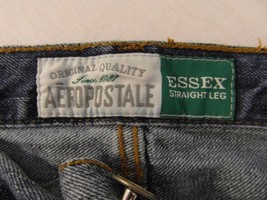 ORIGINAL QUALITY
Since 1987
AEROPOSTALE
ESSEX
STRAIGHT LEG